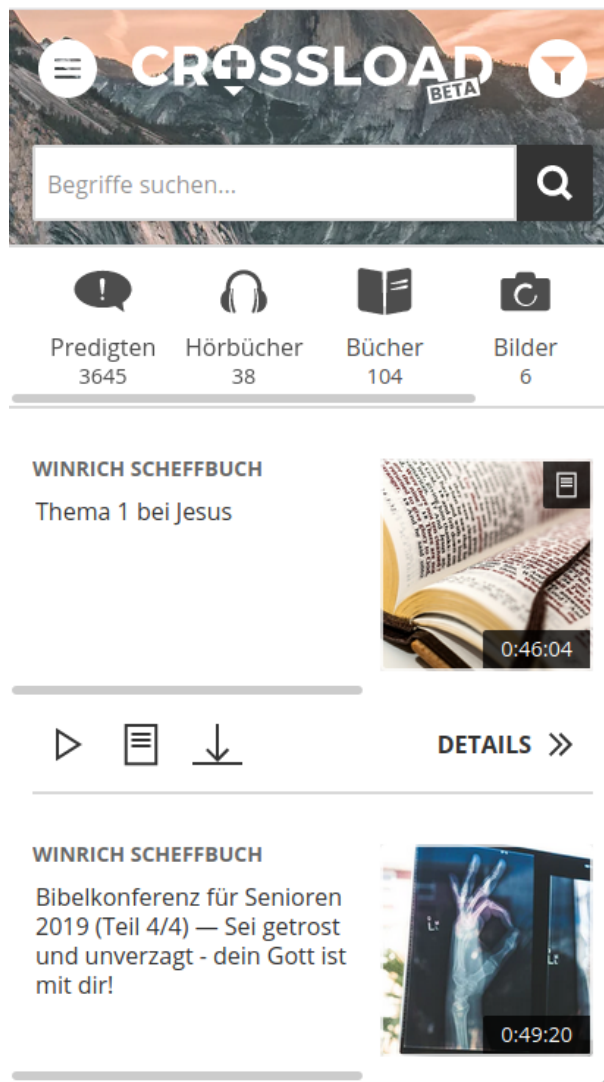 CROSSLOAD
BETA
Begriffe suchen...
Predigten Hörbücher Bücher Bilder
3645 38 104 6
WINRICH SCHEFFBUCH
Thema 1 bei Jesus
0:46:04
DETAILS
WINRICH SCHEFFBUCH
Bibelkonferenz für Senioren
2019 (Teil 4/4) — Sei getrost
und unverzagt - dein Gott ist
mit dir!
Lt
Lt
0:49:20